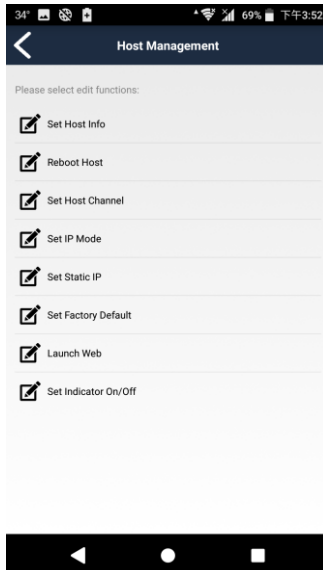 34° 69% 下午3:52
Host Management
Please select edit functions:
Set Host Info
Reboot Host
Set Host Channel
Set IP Mode
Set Static IP
Set Factory Default
Launch Web
Set Indicator On/Off